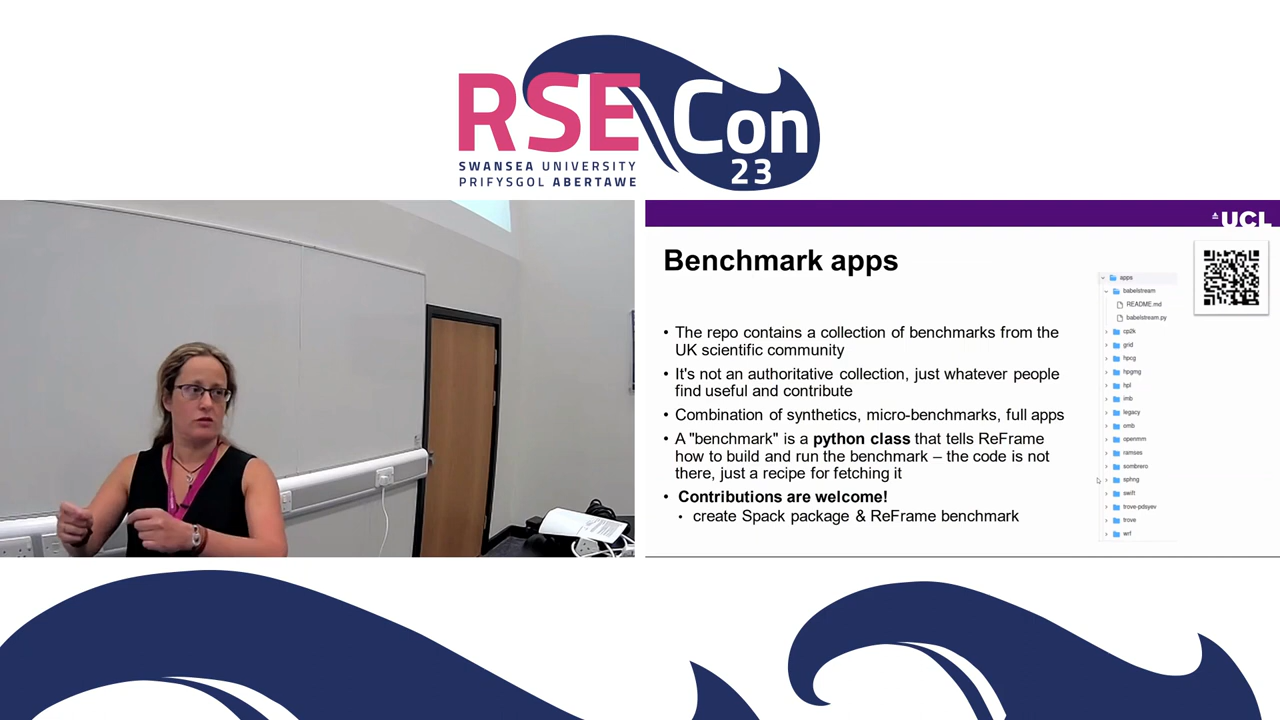 RSE Con
23
SWANSEA UNIVERSITY
PRIFYSGOL ABERTAWE
UCL
Benchmark apps
• The repo contains a collection of benchmarks from the
UK scientific community
• It's not an authoritative collection, just whatever people
find useful and contribute
• Combination of synthetics, micro-benchmarks, full apps
• A "benchmark" is a python class that tells ReFrame
how to build and run the benchmark – the code is not
there, just a recipe for fetching it
• Contributions are welcome!
• create Spack package & ReFrame benchmark
apps
babelstream
README.md
babelstream.py
cp2k
grid
hpcg
hpgmg
hpl
imb
legacy
omb
openmm
ramses
sombrero
sphng
swift
trove-pdsyev
trove
wrf